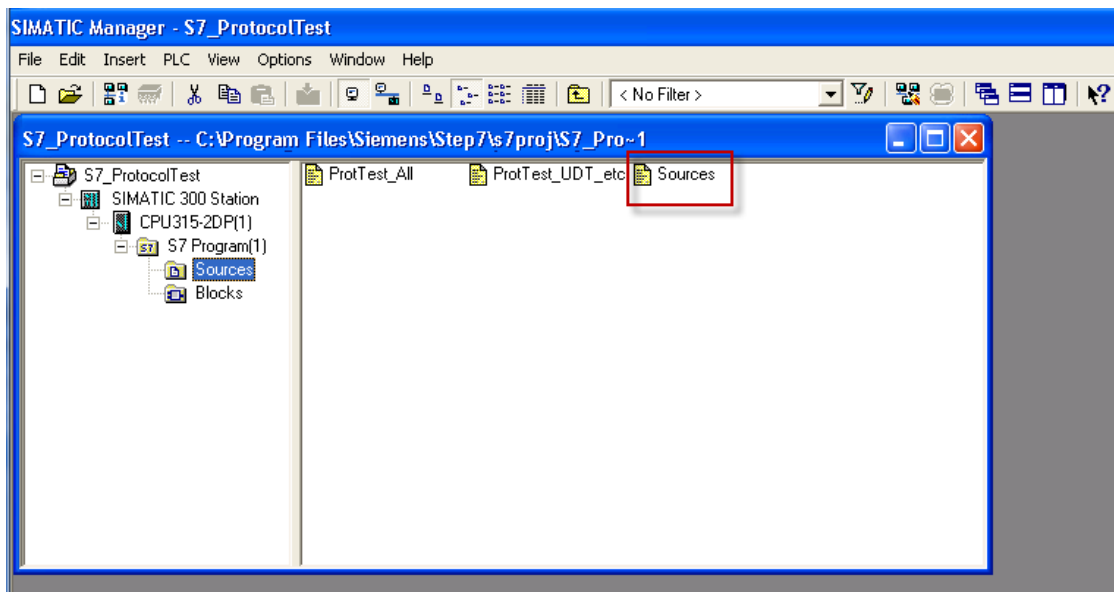 SIMATIC Manager - S7_ProtocolTest
File Edit Insert PLC View Options Window Help
< No Filter >
S7_ProtocolTest -- C:\Program Files\Siemens\Step7\s7proj\S7_Pro~1
S7_ProtocolTest
SIMATIC 300 Station
CPU315-2DP(1)
S7 Program(1)
Sources
Blocks
ProtTest_All ProtTest_UDT_etc Sources